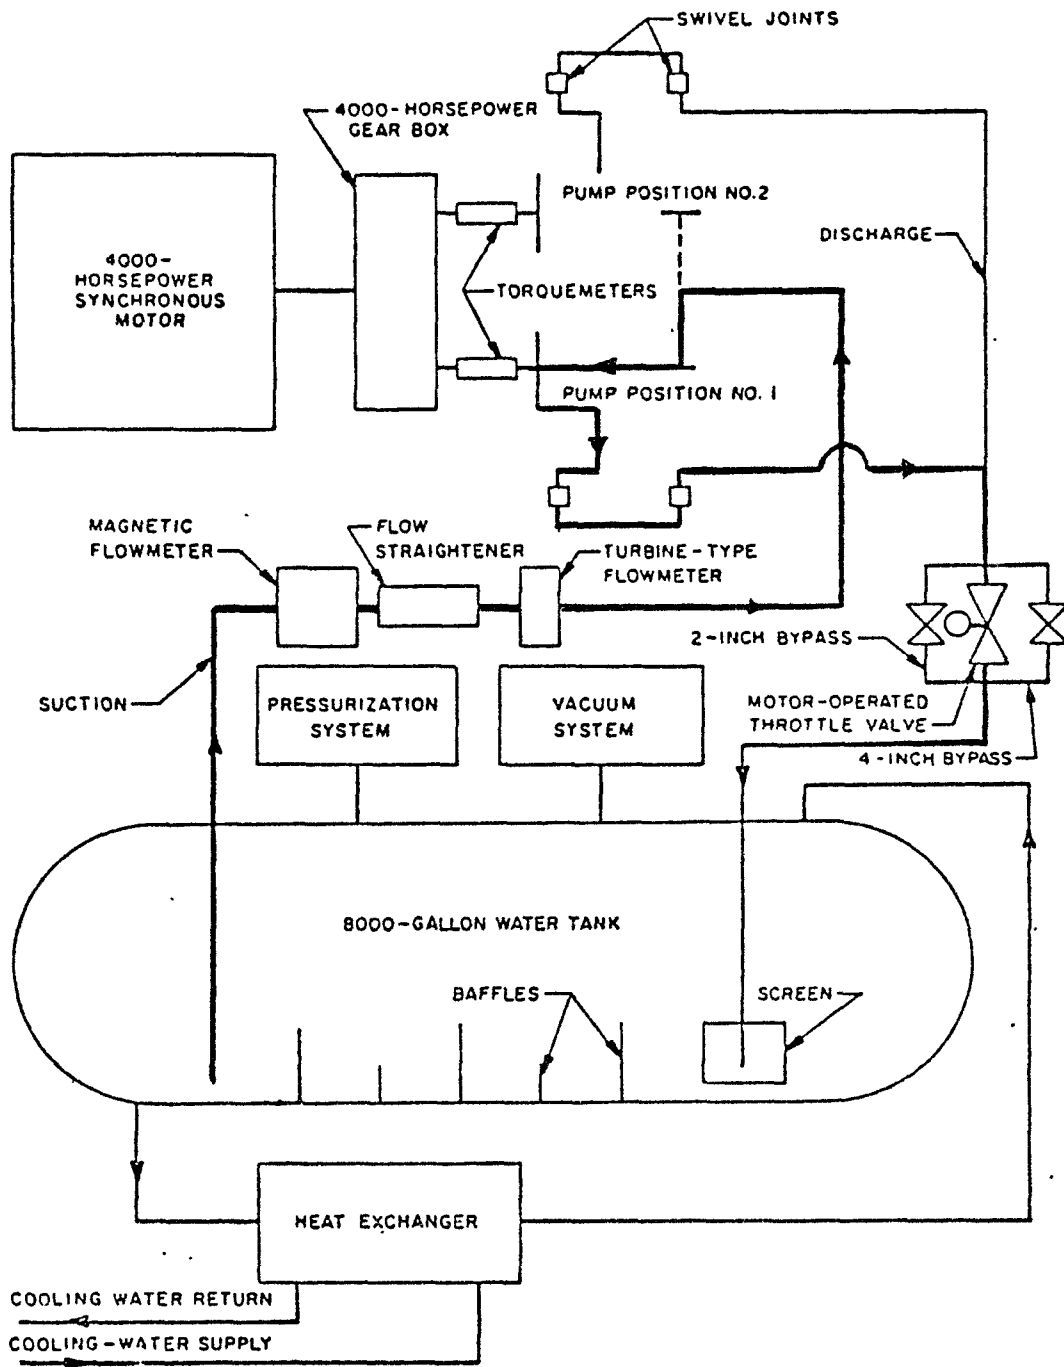 SWIVEL JOINTS
4000-HORSEPOWER
GEAR BOX
PUMP POSITION NO.2
DISCHARGE
4000-
HORSEPOWER
SYNCHRONOUS
MOTOR
TORQUEMETERS
PUMP POSITION NO. 1
MAGNETIC
FLOWMETER
FLOW
STRAIGHTENER
TURBINE-TYPE
FLOWMETER
2-INCH BYPASS
SUCTION
PRESSURIZATION
SYSTEM
VACUUM
SYSTEM
MOTOR-OPERATED
THROTTLE VALVE
4-INCH BYPASS
8000-GALLON WATER TANK
BAFFLES
SCREEN
HEAT EXCHANGER
COOLING WATER RETURN
COOLING-WATER SUPPLY